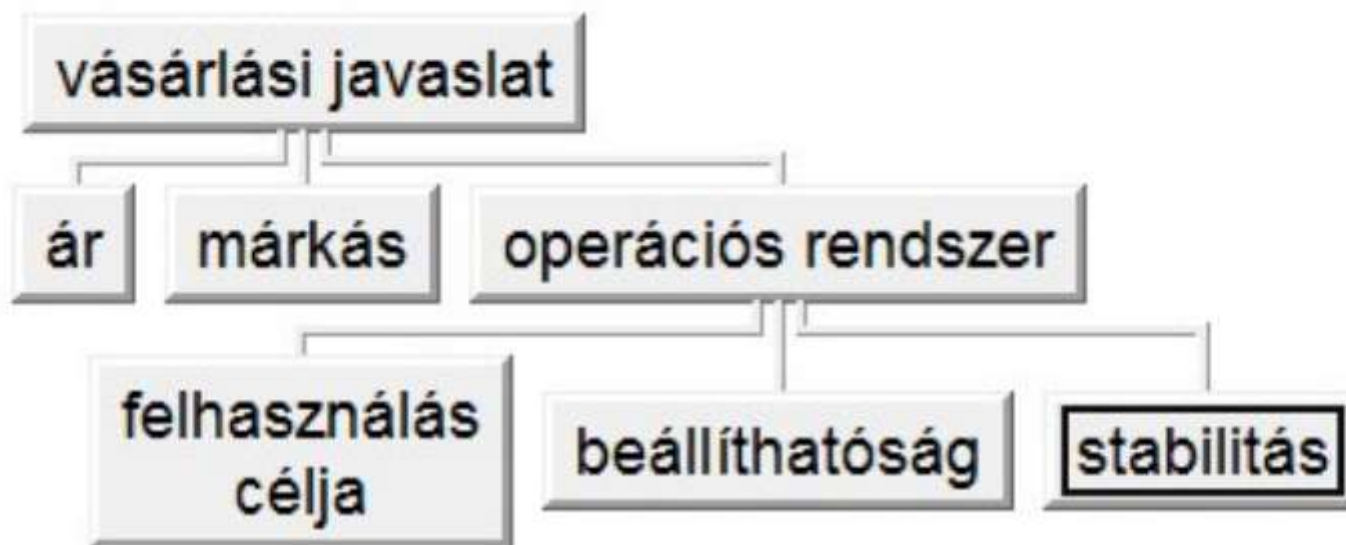 vásárlási javaslat
ár
márkás
operációs rendszer
felhasználás
célja
beállíthatóság
stabilitás